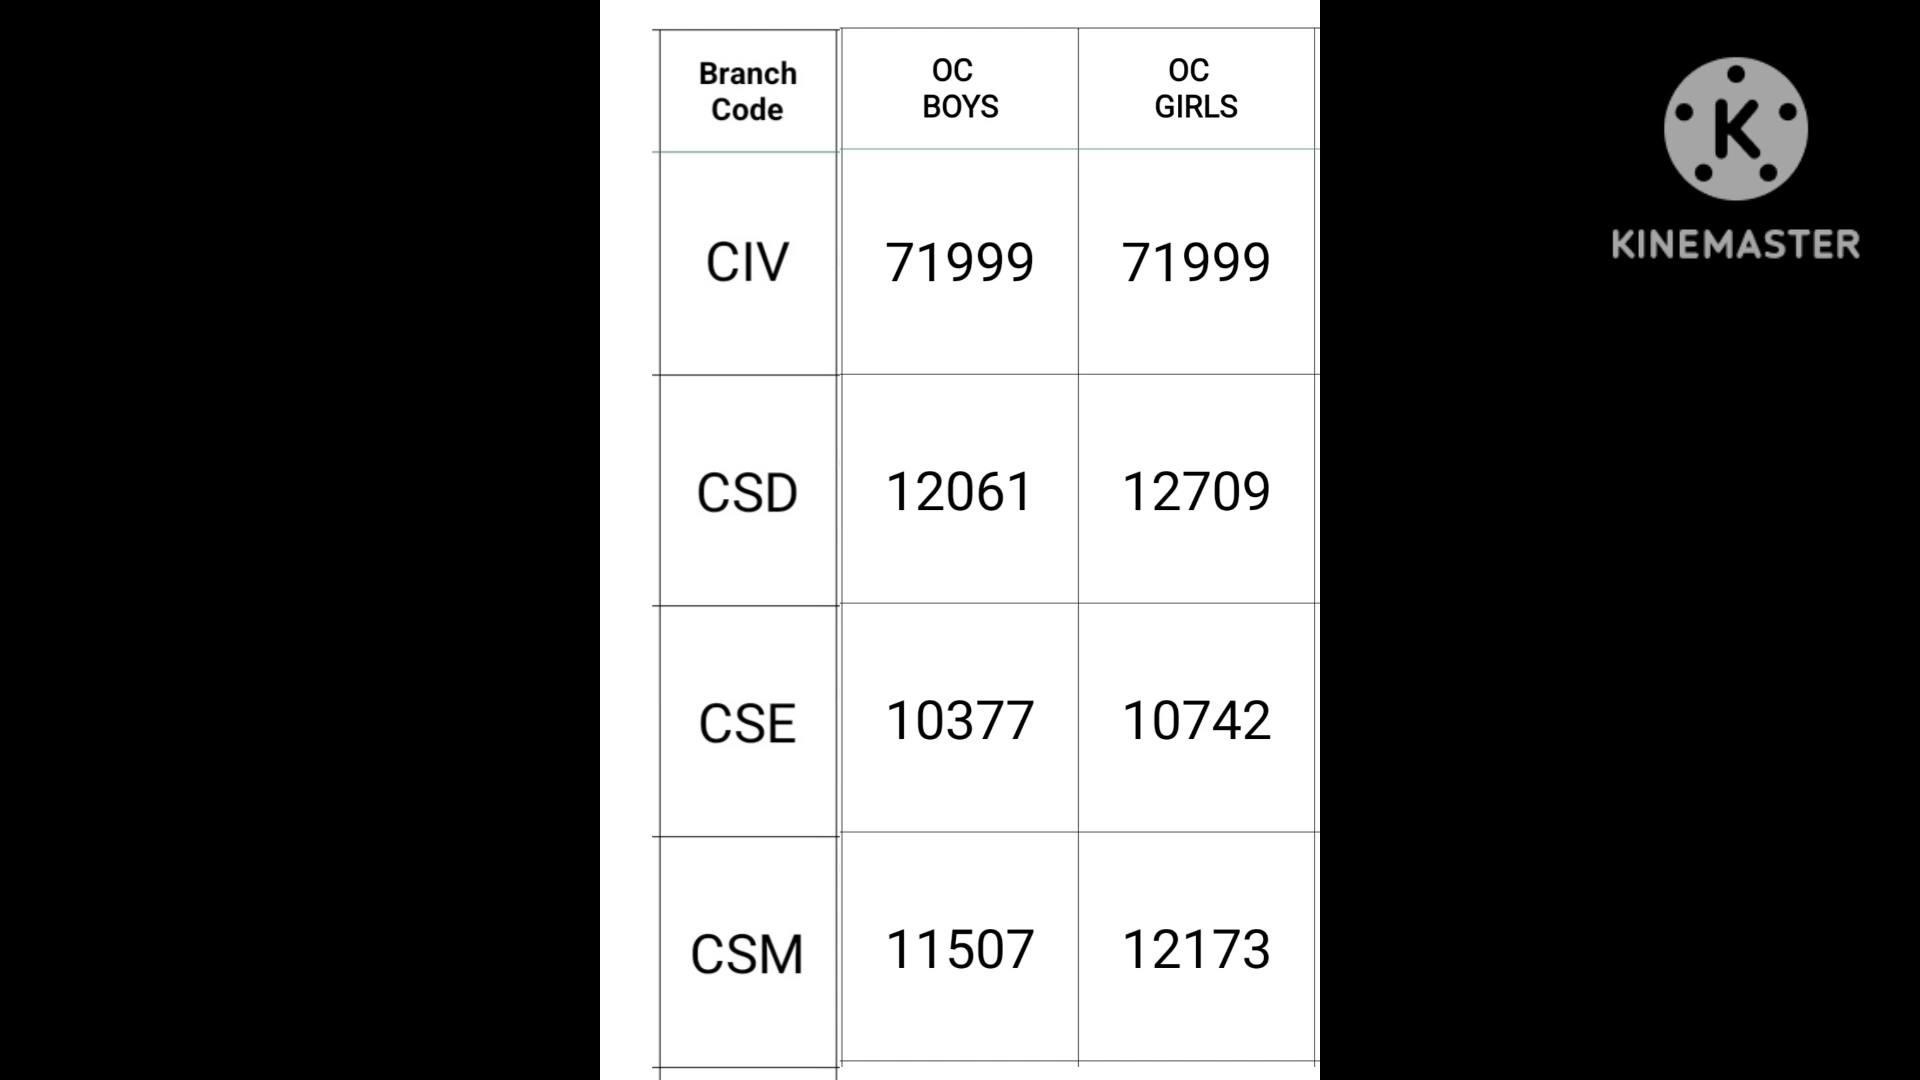 Branch Code OC BOYS OC GIRLS
CIV 71999 71999
CSD 12061 12709
CSE 10377 10742
CSM 11507 12173
K
KINEMASTER